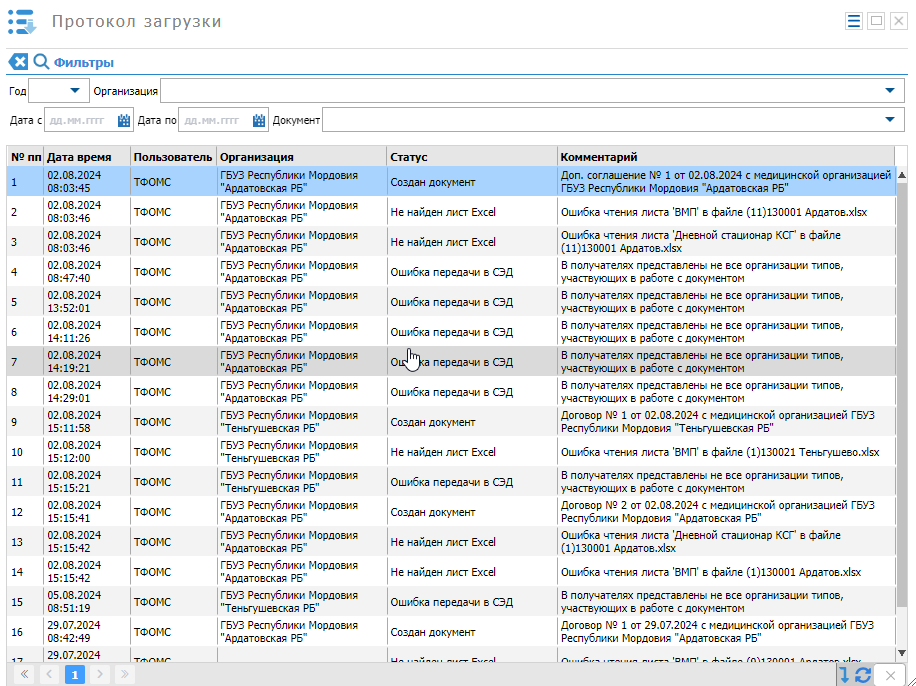 Протокол загрузки
Фильтры
Год Организация
Дата с дд.мм.гггг Дата по дд.мм.гггг Документ
№ пп Дата время Пользователь Организация Статус Комментарий
1 02.08.2024 08:03:45 ТФОМС ГБУЗ Республики Мордовия "Ардатовская РБ" Создан документ Доп. соглашение № 1 от 02.08.2024 с медицинской организацией ГБУЗ Республики Мордовия "Ардатовская РБ"
2 02.08.2024 08:03:46 ТФОМС ГБУЗ Республики Мордовия "Ардатовская РБ" Не найден лист Excel Ошибка чтения листа 'ВМП' в файле (11)130001 Ардатов.xlsx
3 02.08.2024 08:03:46 ТФОМС ГБУЗ Республики Мордовия "Ардатовская РБ" Не найден лист Excel Ошибка чтения листа 'Дневной стационар КСГ' в файле (11)130001 Ардатов.xlsx
4 02.08.2024 08:47:40 ТФОМС ГБУЗ Республики Мордовия "Ардатовская РБ" Ошибка передачи в СЭД В получателях представлены не все организации типов, участвующих в работе с документом
5 02.08.2024 13:52:01 ТФОМС ГБУЗ Республики Мордовия "Ардатовская РБ" Ошибка передачи в СЭД В получателях представлены не все организации типов, участвующих в работе с документом
6 02.08.2024 14:11:26 ТФОМС ГБУЗ Республики Мордовия "Ардатовская РБ" Ошибка передачи в СЭД В получателях представлены не все организации типов, участвующих в работе с документом
7 02.08.2024 14:19:21 ТФОМС ГБУЗ Республики Мордовия "Ардатовская РБ" Ошибка передачи в СЭД В получателях представлены не все организации типов, участвующих в работе с документом
8 02.08.2024 14:29:01 ТФОМС ГБУЗ Республики Мордовия "Ардатовская РБ" Ошибка передачи в СЭД В получателях представлены не все организации типов, участвующих в работе с документом
9 02.08.2024 15:11:58 ТФОМС ГБУЗ Республики Мордовия "Теньгушевская РБ" Создан документ Договор № 1 от 02.08.2024 с медицинской организацией ГБУЗ Республики Мордовия "Теньгушевская РБ"
10 02.08.2024 15:12:00 ТФОМС ГБУЗ Республики Мордовия "Теньгушевская РБ" Не найден лист Excel Ошибка чтения листа 'ВМП' в файле (1)130021 Теньгушево.xlsx
11 02.08.2024 15:15:21 ТФОМС ГБУЗ Республики Мордовия "Теньгушевская РБ" Ошибка передачи в СЭД В получателях представлены не все организации типов, участвующих в работе с документом
12 02.08.2024 15:15:41 ТФОМС ГБУЗ Республики Мордовия "Ардатовская РБ" Создан документ Договор № 2 от 02.08.2024 с медицинской организацией ГБУЗ Республики Мордовия "Ардатовская РБ"
13 02.08.2024 15:15:42 ТФОМС ГБУЗ Республики Мордовия "Ардатовская РБ" Не найден лист Excel Ошибка чтения листа 'Дневной стационар КСГ' в файле (1)130001 Ардатов.xlsx
14 02.08.2024 15:15:42 ТФОМС ГБУЗ Республики Мордовия "Ардатовская РБ" Не найден лист Excel Ошибка чтения листа 'ВМП' в файле (1)130001 Ардатов.xlsx
15 05.08.2024 08:51:19 ТФОМС ГБУЗ Республики Мордовия "Теньгушевская РБ" Ошибка передачи в СЭД В получателях представлены не все организации типов, участвующих в работе с документом
16 29.07.2024 08:42:49 ТФОМС ГБУЗ Республики Мордовия "Ардатовская РБ" Создан документ Договор № 1 от 29.07.2024 с медицинской организацией ГБУЗ Республики Мордовия "Ардатовская РБ"
17 29.07.2024 ТФОМС ГБУЗ Республики Мордовия Не найден лист Excel Ошибка чтения листа 'ВМП' в файле Ардатов.xlsx
1